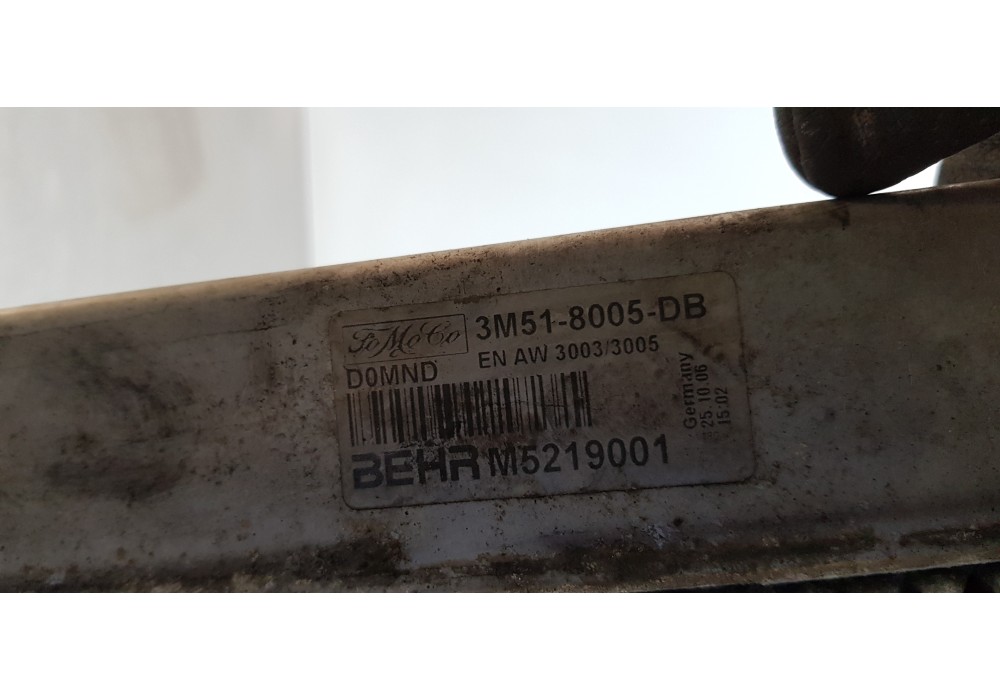 FoMoCo 3M51-8005-DB
EN AW 3003/3005
D0MND
BEHR M5219001
Germany
25.10.06
15:02